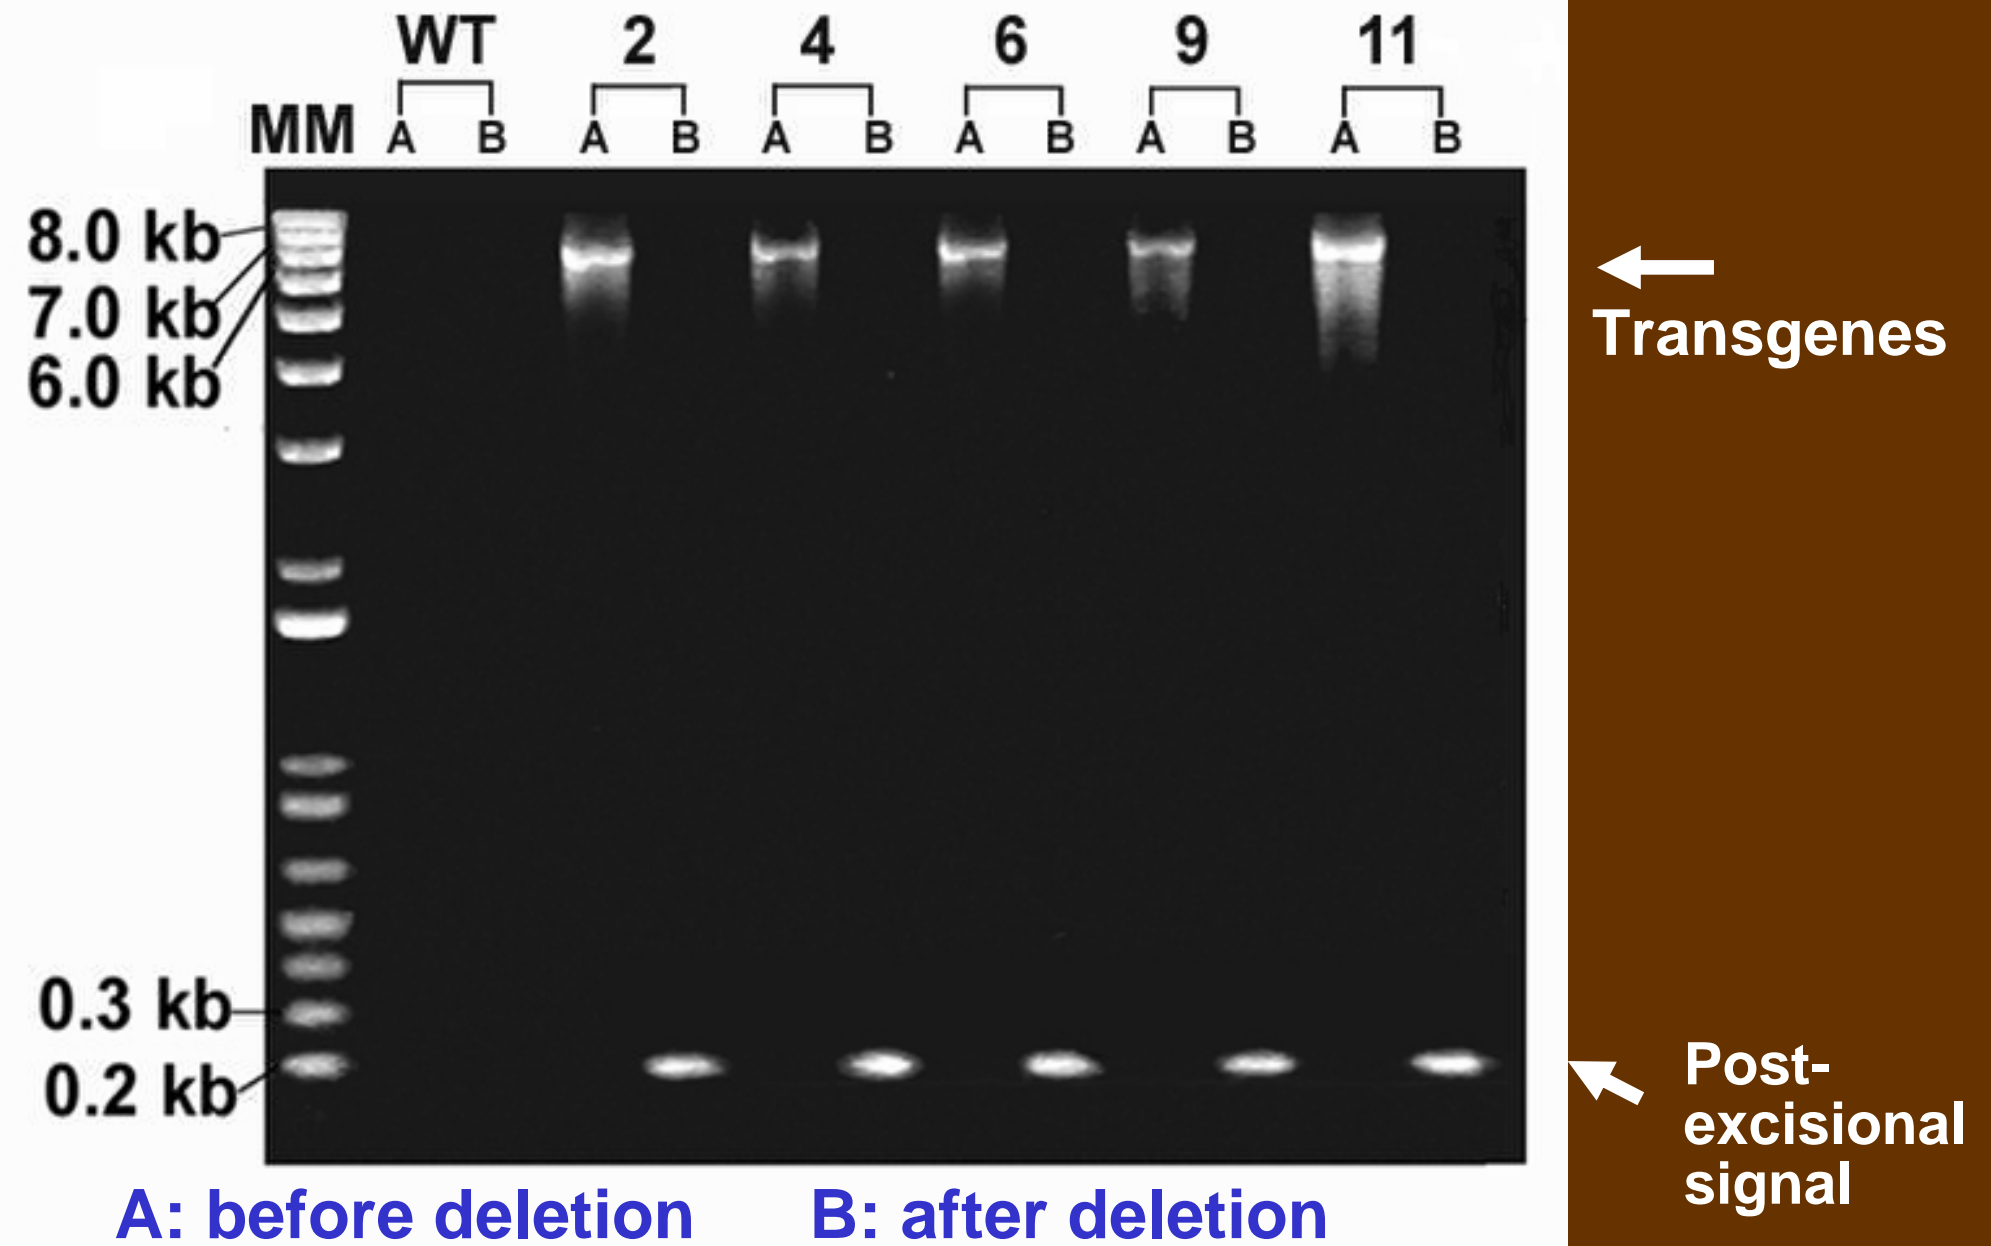 WT 2 4 6 9 11
MM A B A B A B A B A B A B
8.0 kb
7.0 kb
6.0 kb
Transgenes
0.3 kb
0.2 kb
Post-
excisional
signal
A: before deletion B: after deletion